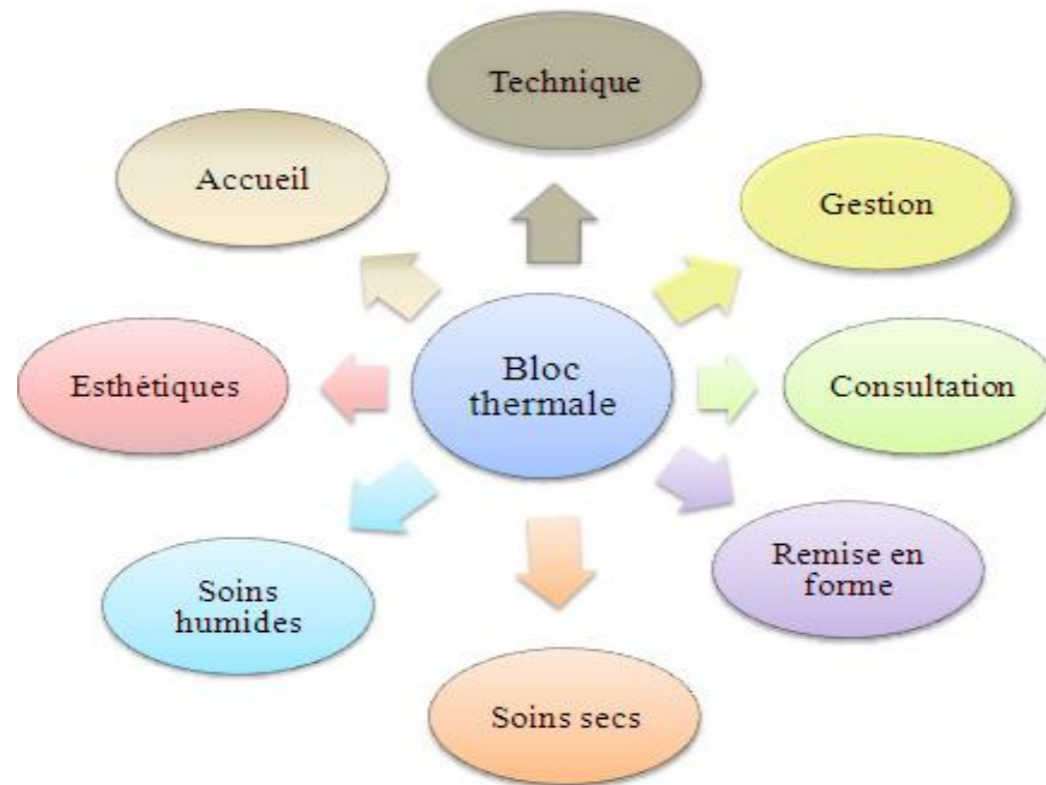 Technique
Accueil
Gestion
Bloc
thermale
Esthétiques
Consultation
Soins
humides
Remise en
forme
Soins secs